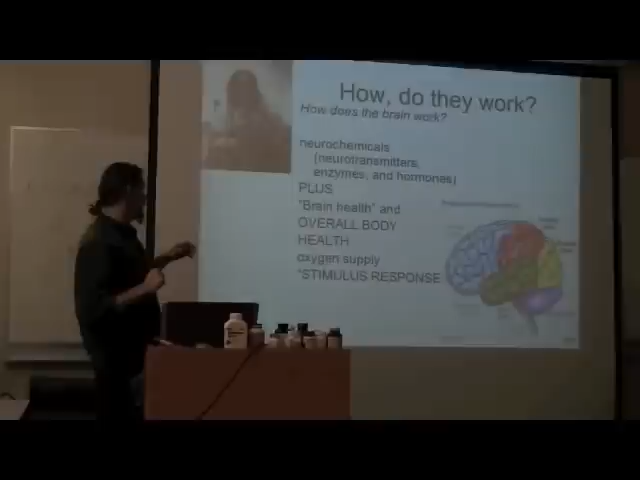 How, do they work?
How does the brain work?
neurochemicals
(neurotransmitters,
enzymes, and hormones)
PLUS
"Brain health" and
OVERALL BODY
HEALTH
oxygen supply
*STIMULUS RESPONSE